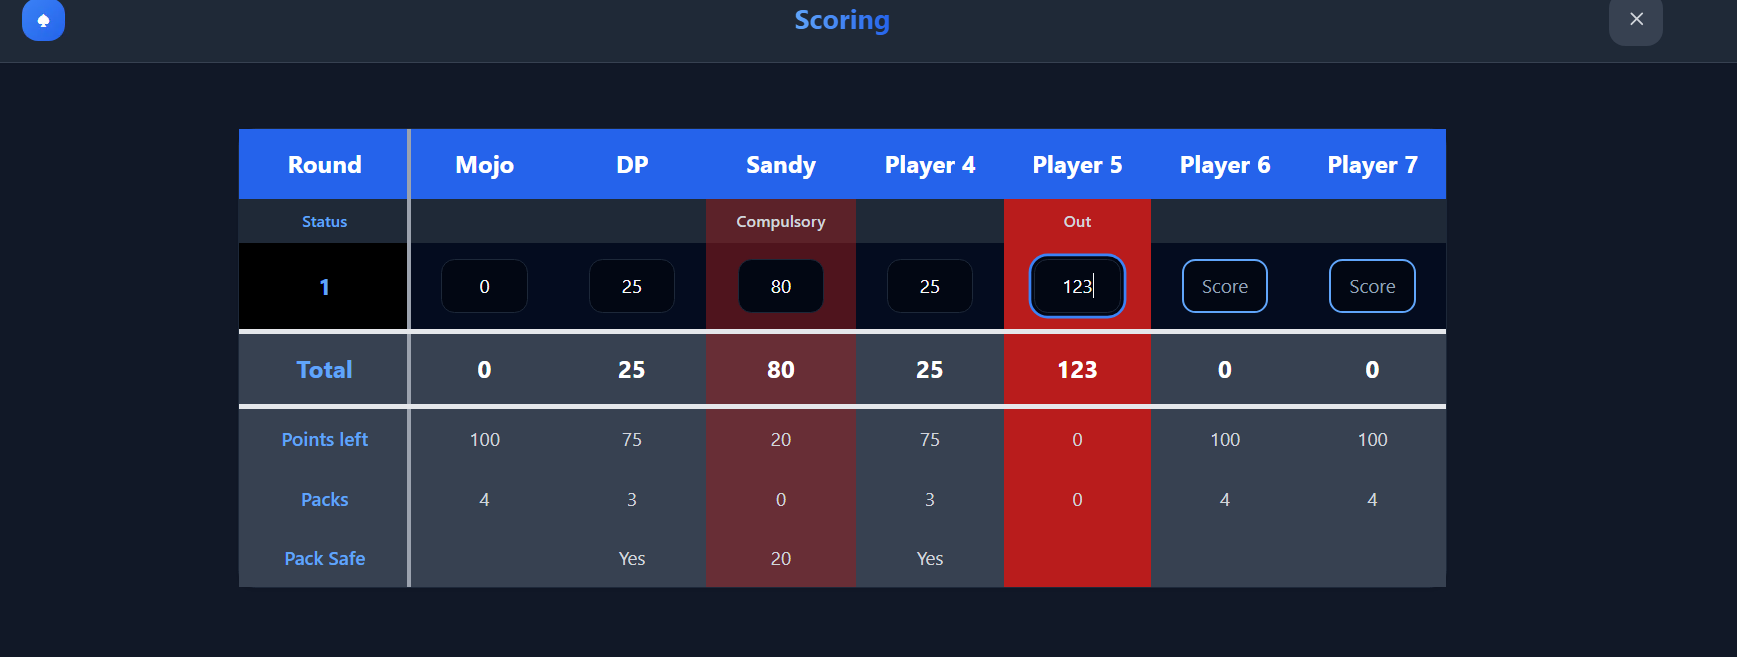 Scoring
Round Mojo DP Sandy Player 4 Player 5 Player 6 Player 7
Status Compulsory Out
1 0 25 80 25 123 Score Score
Total 0 25 80 25 123 0 0
Points left 100 75 20 75 0 100 100
Packs 4 3 0 3 0 4 4
Pack Safe Yes 20 Yes